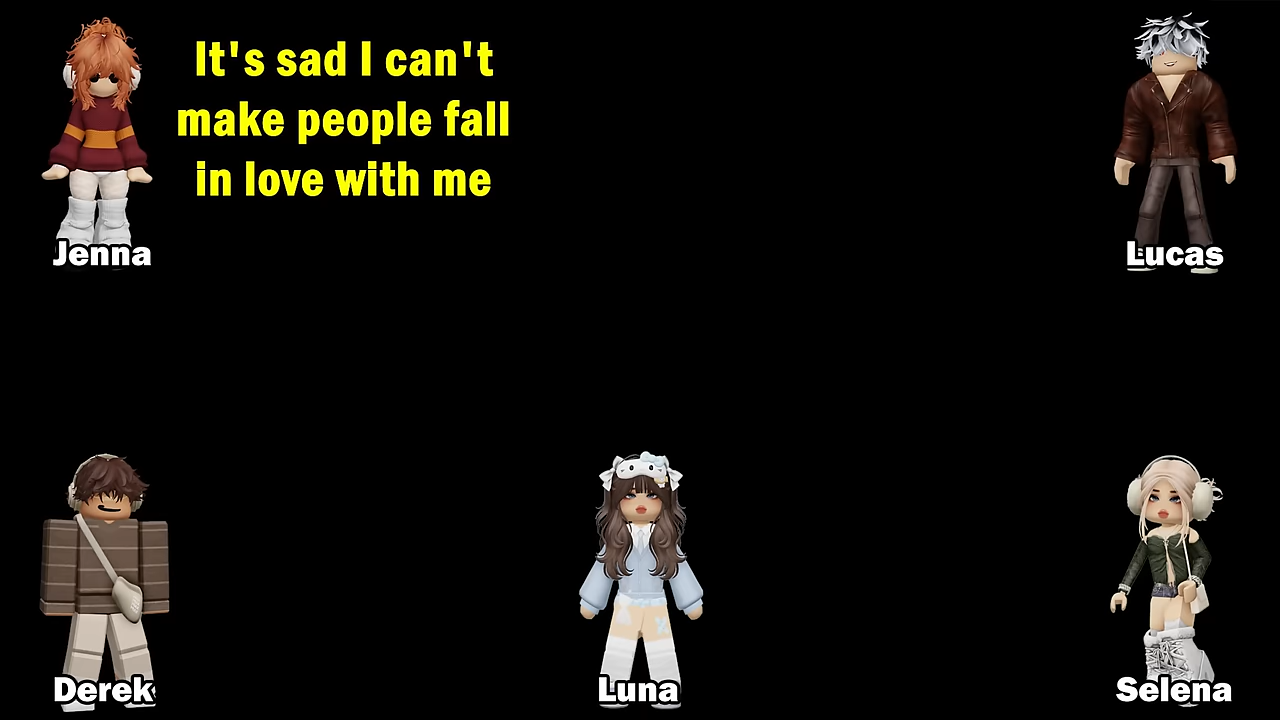 It's sad I can't
make people fall
in love with me
Jenna
Lucas
Derek
Luna
Selena